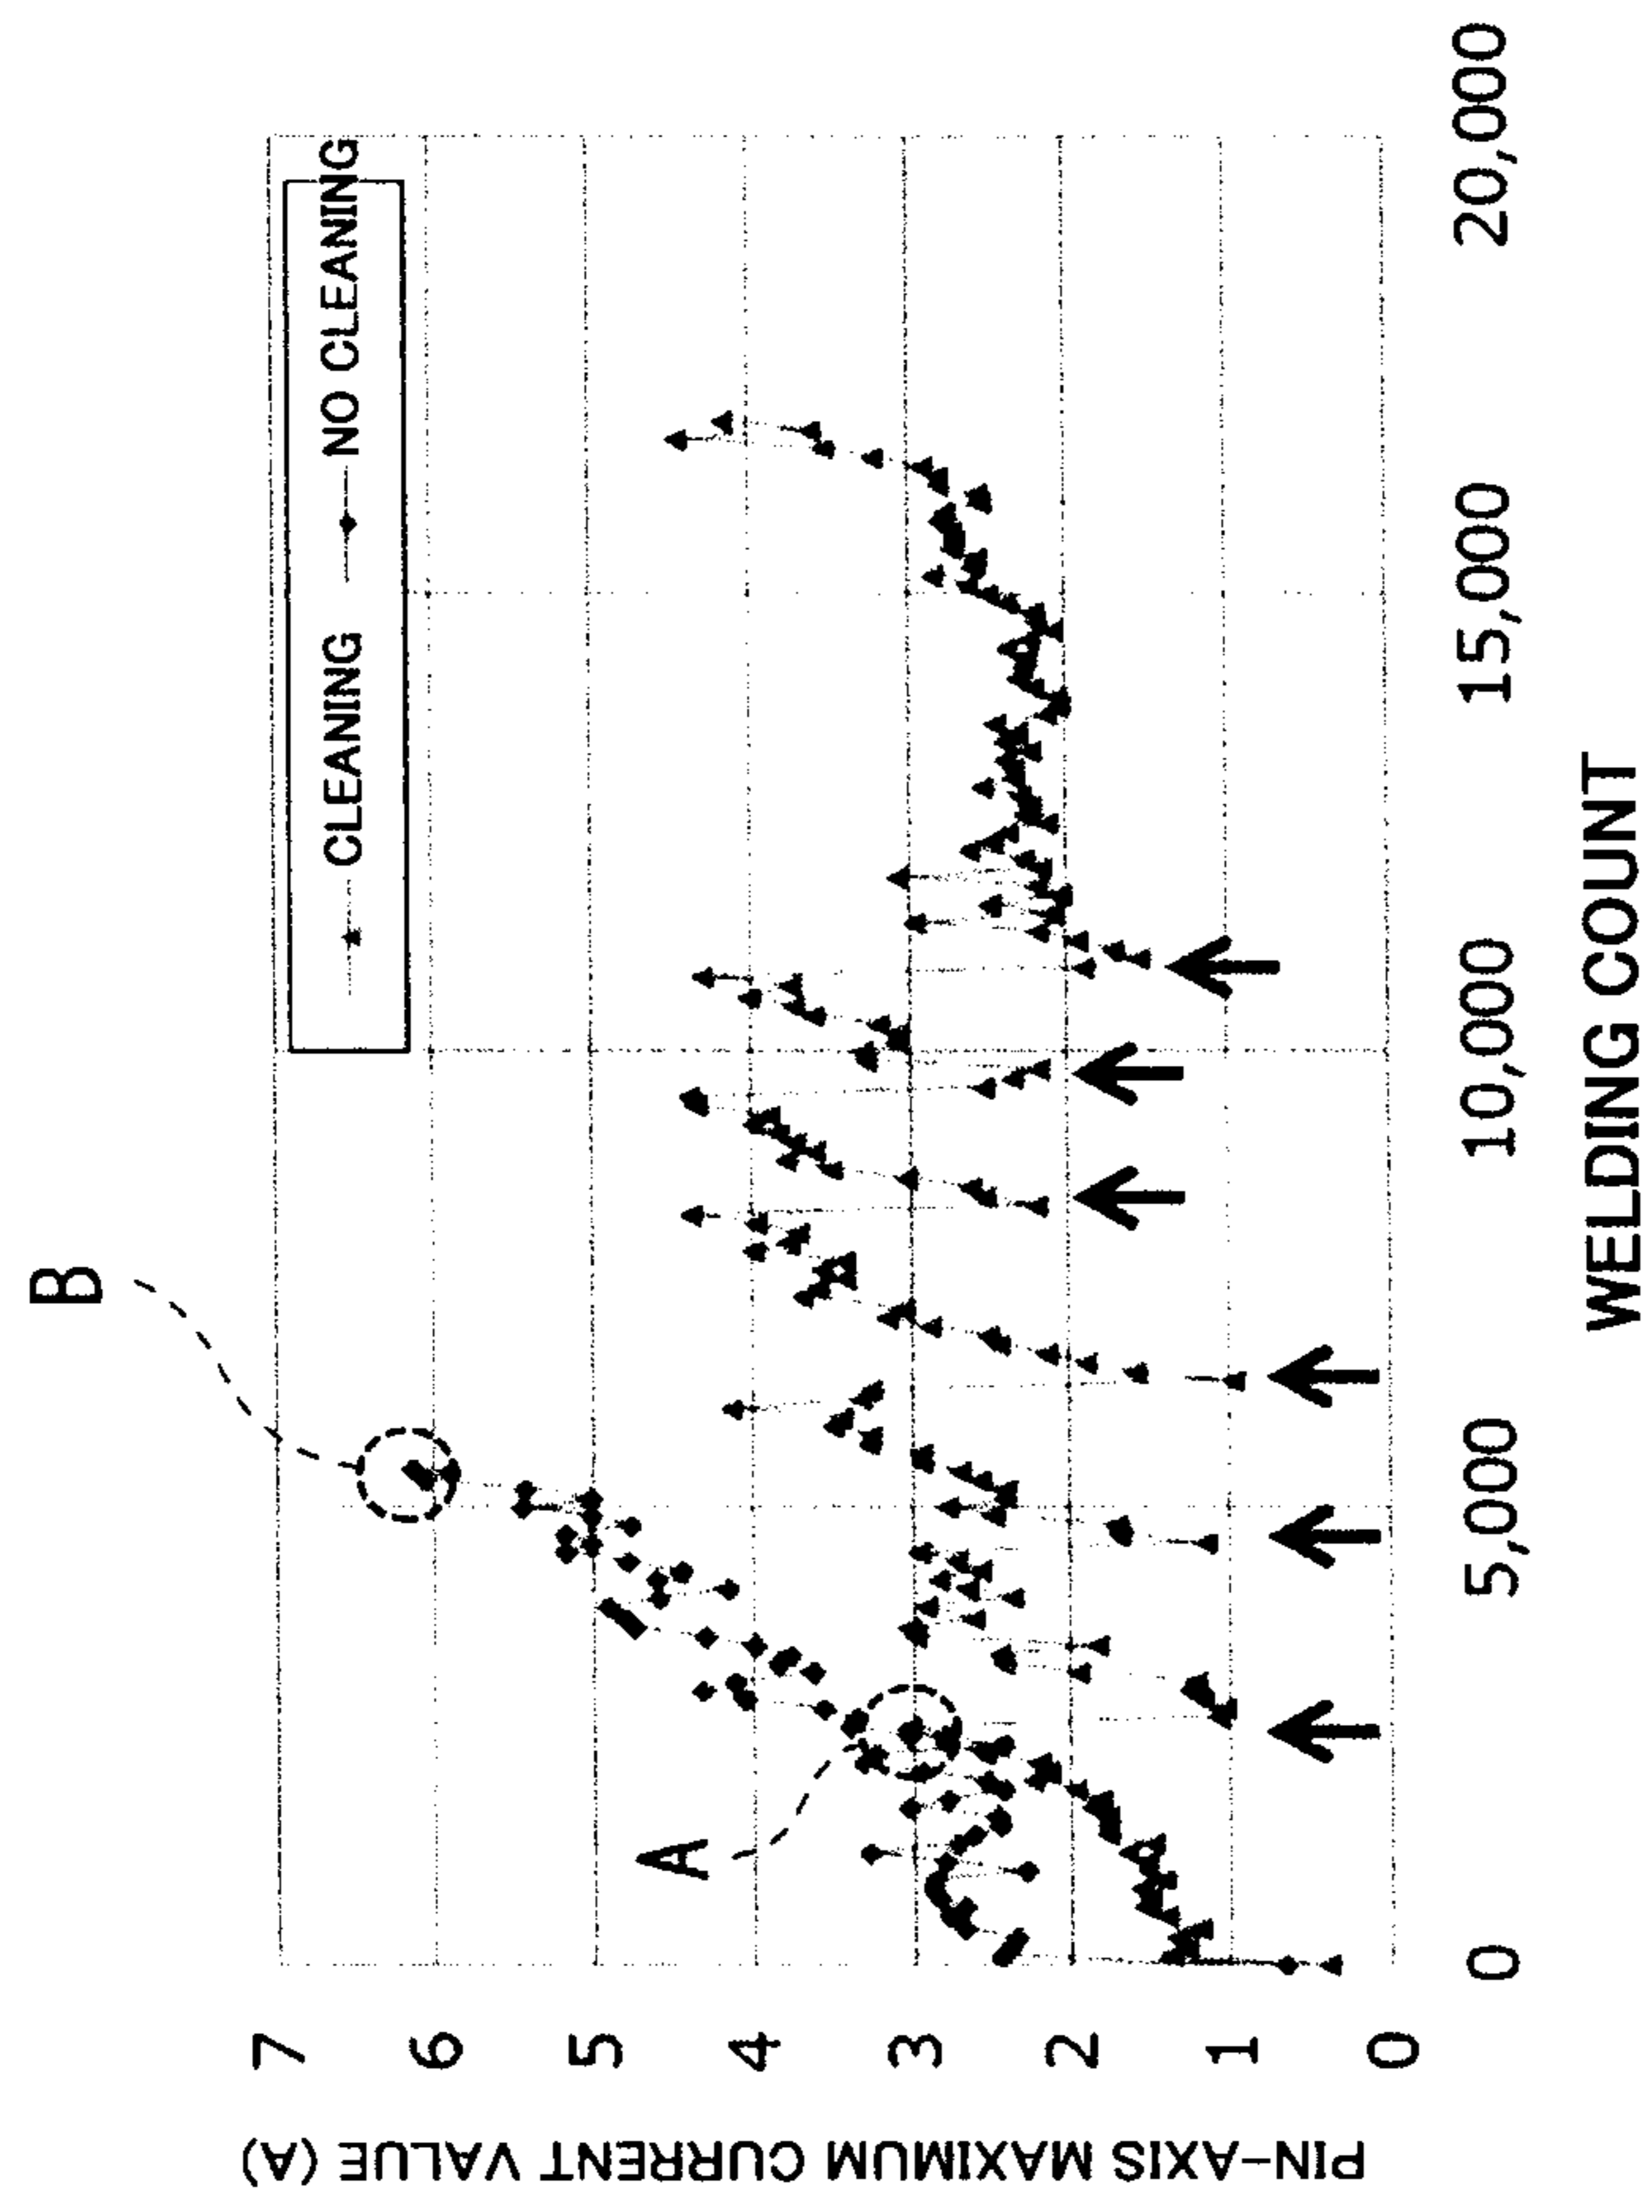 B
CLEANING
NO CLEANING
A
7
6
5
4
3
2
1
0
PIN-AXIS MAXIMUM CURRENT VALUE (A)
0
5,000
10,000
15,000
20,000
WELDING COUNT